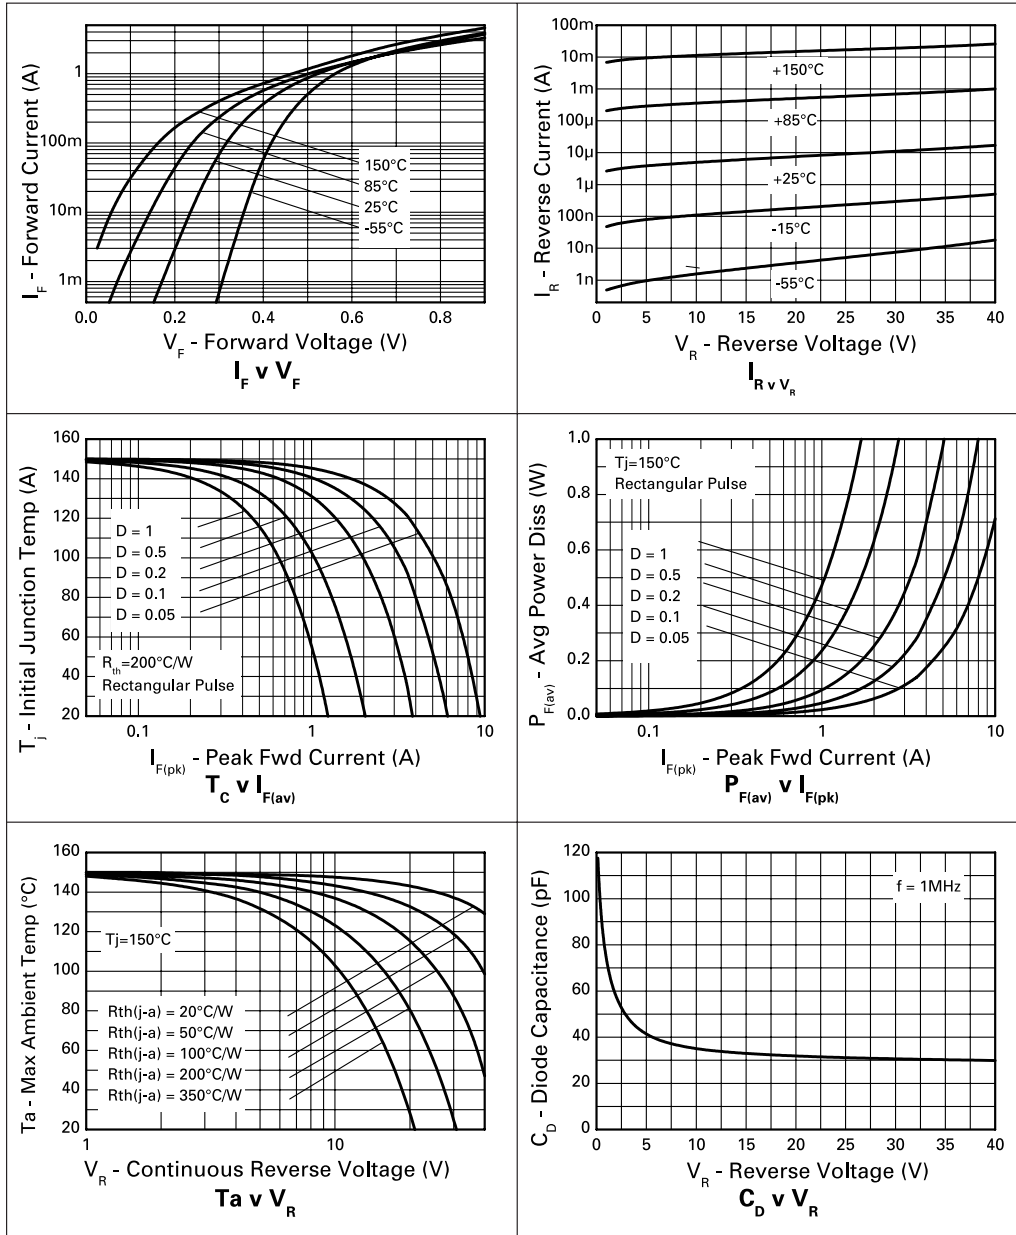 I_F - Forward Current (A)
1
100m
10m
1m
150°C
85°C
25°C
-55°C
0.0 0.2 0.4 0.6 0.8
V_F - Forward Voltage (V)
I_F v V_F
I_R - Reverse Current (A)
100m
10m
1m
100µ
10µ
1µ
100n
10n
1n
+150°C
+85°C
+25°C
-15°C
-55°C
0 5 10 15 20 25 30 35 40
V_R - Reverse Voltage (V)
I_R v V_R
T_j - Initial Junction Temp (A)
160
140
120
100
80
60
40
20
D = 1
D = 0.5
D = 0.2
D = 0.1
D = 0.05
R_th=200°C/W
Rectangular Pulse
0.1 1 10
I_F(pk) - Peak Fwd Current (A)
T_C v I_F(av)
P_F(av) - Avg Power Diss (W)
1.0
0.8
0.6
0.4
0.2
0.0
Tj=150°C
Rectangular Pulse
D = 1
D = 0.5
D = 0.2
D = 0.1
D = 0.05
0.1 1 10
I_F(pk) - Peak Fwd Current (A)
P_F(av) v I_F(pk)
Ta - Max Ambient Temp (°C)
160
140
120
100
80
60
40
20
Tj=150°C
Rth(j-a) = 20°C/W
Rth(j-a) = 50°C/W
Rth(j-a) = 100°C/W
Rth(j-a) = 200°C/W
Rth(j-a) = 350°C/W
1 10
V_R - Continuous Reverse Voltage (V)
Ta v V_R
C_D - Diode Capacitance (pF)
120
100
80
60
40
20
0
f = 1MHz
0 5 10 15 20 25 30 35 40
V_R - Reverse Voltage (V)
C_D v V_R